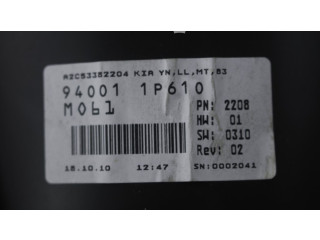 A2C53382204 KIA YN,LL,MT,B3
94001 1P610
M061
PN: 2208
HW: 01
SW: 0310
Rev: 02
18.10.10 12:47 SN:0002041